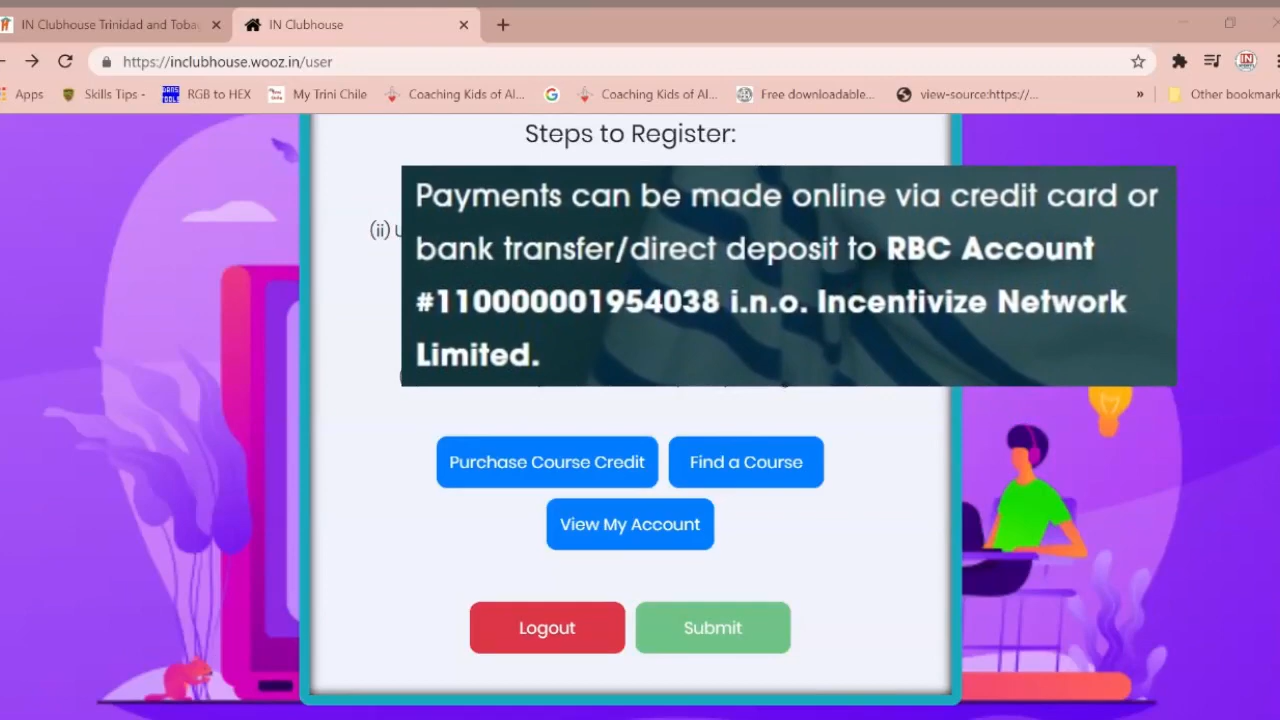 IN Clubhouse Trinidad and Toba
IN Clubhouse
https://inclubhouse.wooz.in/user
Apps
Skills Tips -
RGB to HEX
My Trini Chile
Coaching Kids of Al...
Coaching Kids of Al...
Free downloadable...
view-source:https://...
»
Other bookmark
Steps to Register:
(ii)
Payments can be made online via credit card or
bank transfer/direct deposit to RBC Account
#110000001954038 i.n.o. Incentivize Network
Limited.
Purchase Course Credit
Find a Course
View My Account
Logout
Submit